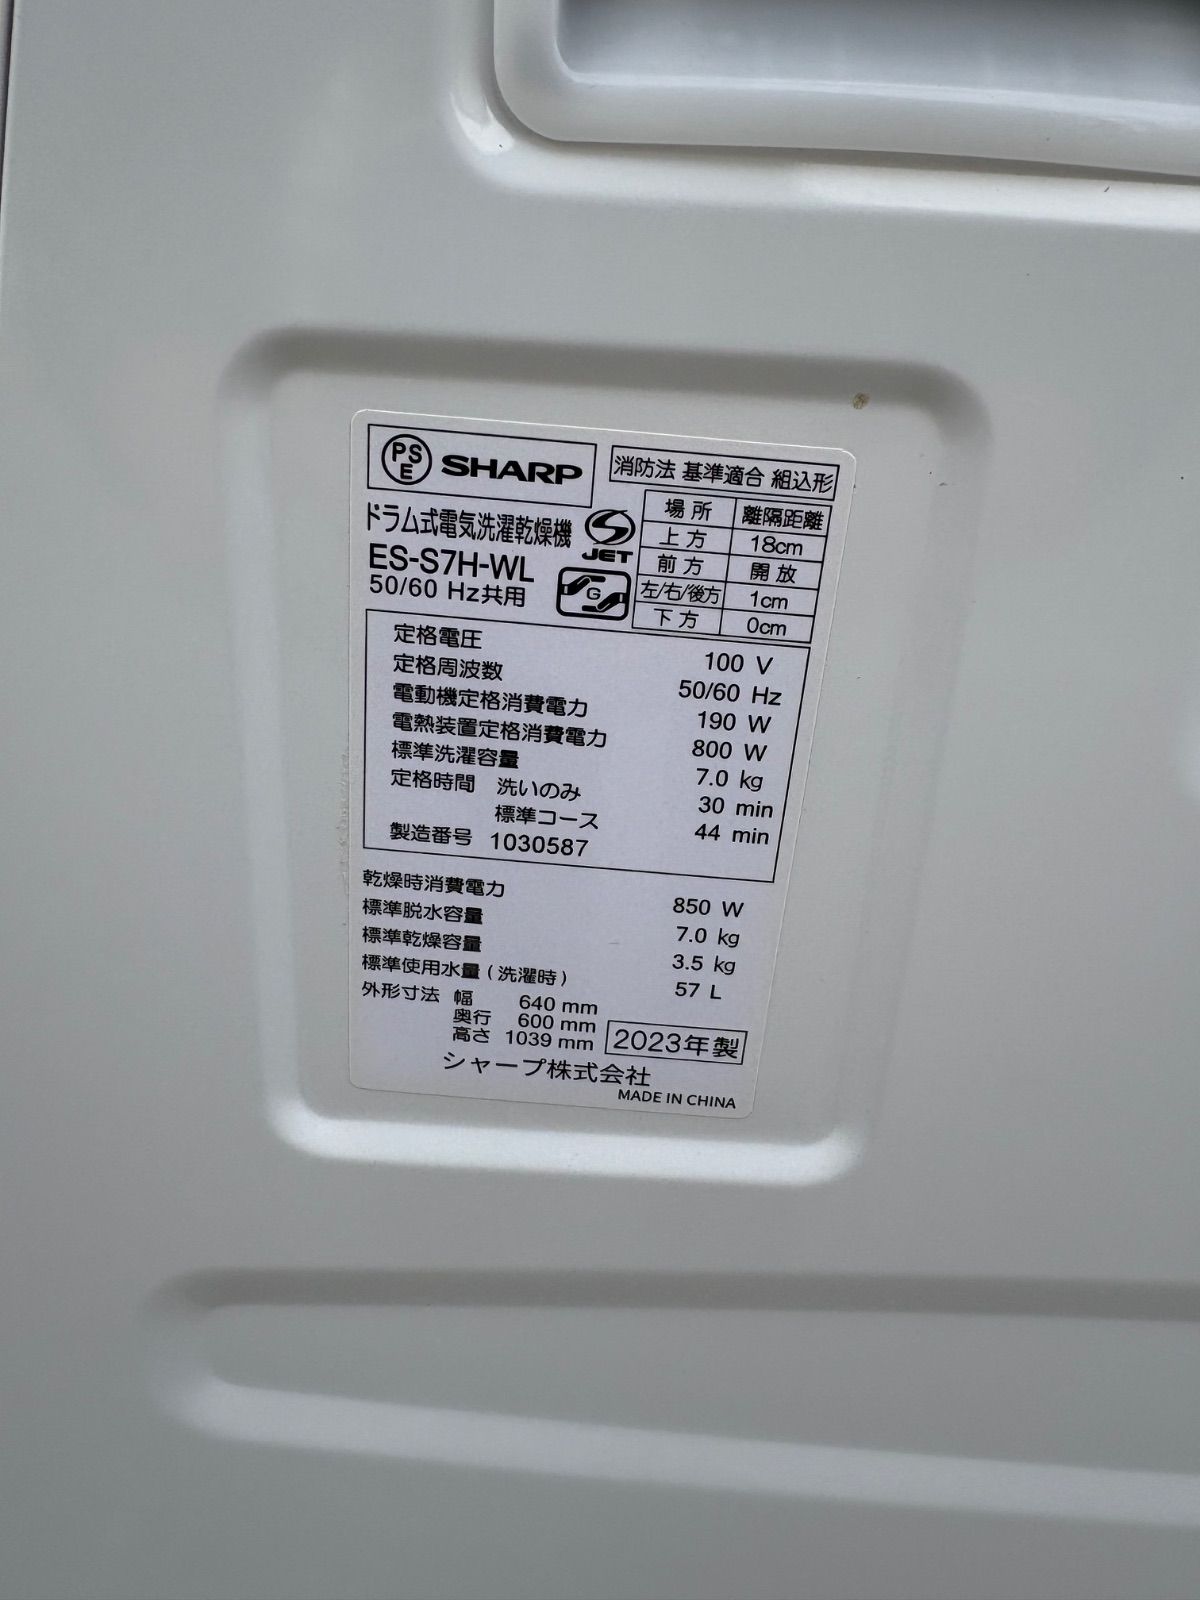 PS
E
SHARP
消防法 基準適合 組込形
場所 離隔距離
上方 18cm
前方 開放
左/右/後方 1cm
下方 0cm
ドラム式電気洗濯乾燥機
ES-S7H-WL
50/60 Hz共用
S
JET
G
定格電圧 100 V
定格周波数 50/60 Hz
電動機定格消費電力 190 W
電熱装置定格消費電力 800 W
標準洗濯容量 7.0 kg
定格時間 洗いのみ 30 min
標準コース 44 min
製造番号 1030587
乾燥時消費電力 850 W
標準脱水容量 7.0 kg
標準乾燥容量 3.5 kg
標準使用水量(洗濯時) 57 L
外形寸法 幅 640 mm
奥行 600 mm
高さ 1039 mm
2023年製
シャープ株式会社
MADE IN CHINA